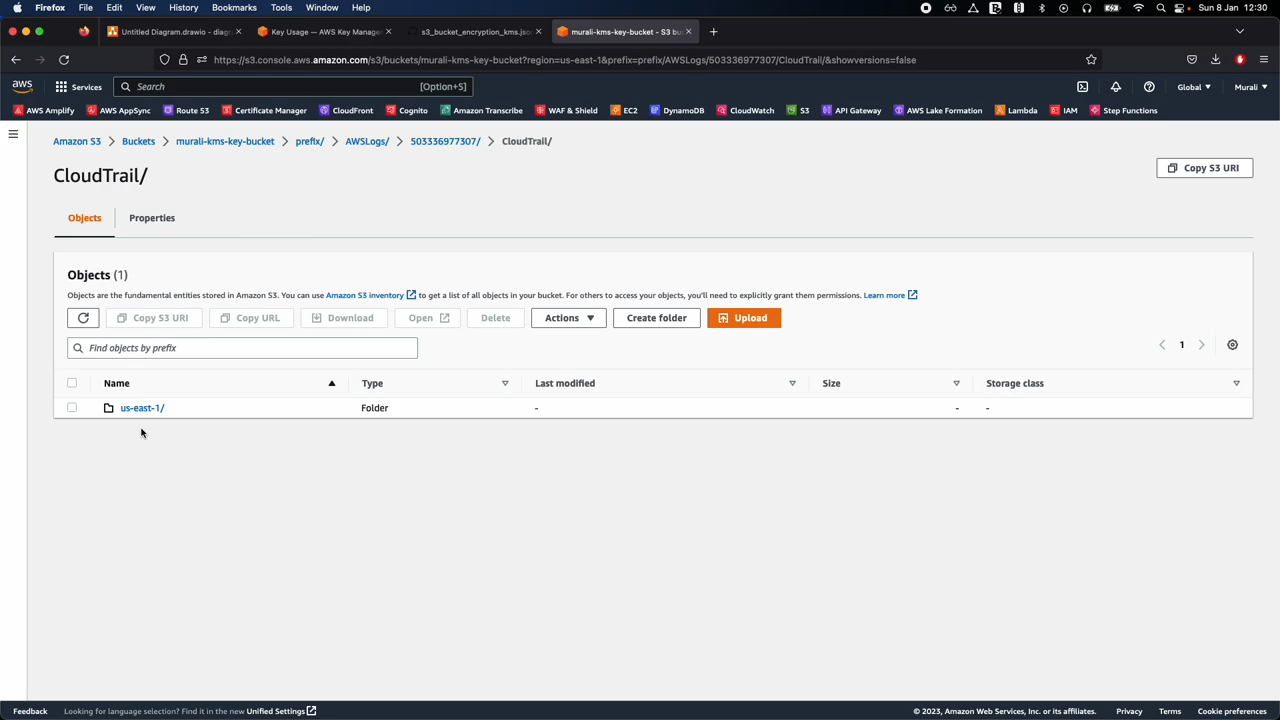 Firefox File Edit View History Bookmarks Tools Window Help Sun 8 Jan 12:30
Untitled Diagram.drawio - diag Key Usage — AWS Key Manage s3_bucket_encryption_kms.jso murali-kms-key-bucket - S3 bu
https://s3.console.aws.amazon.com/s3/buckets/murali-kms-key-bucket?region=us-east-1&prefix=prefix/AWSLogs/503336977307/CloudTrail/&showversions=false
aws Services Search [Option+S] Global Murali
AWS Amplify AWS AppSync Route 53 Certificate Manager CloudFront Cognito Amazon Transcribe WAF & Shield EC2 DynamoDB CloudWatch S3 API Gateway AWS Lake Formation Lambda IAM Step Functions
Amazon S3 Buckets murali-kms-key-bucket prefix/ AWSLogs/ 503336977307/ CloudTrail/
CloudTrail/
Copy S3 URI
Objects Properties
Objects (1)
Objects are the fundamental entities stored in Amazon S3. You can use Amazon S3 inventory to get a list of all objects in your bucket. For others to access your objects, you'll need to explicitly grant them permissions. Learn more
Copy S3 URI Copy URL Download Open Delete Actions Create folder Upload
Find objects by prefix
1
Name Type Last modified Size Storage class
us-east-1/ Folder - - -
Feedback Looking for language selection? Find it in the new Unified Settings © 2023, Amazon Web Services, Inc. or its affiliates. Privacy Terms Cookie preferences